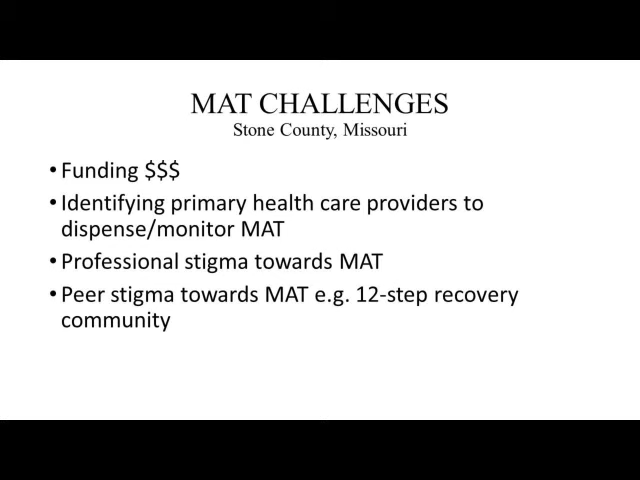 MAT CHALLENGES
Stone County, Missouri
• Funding $$$
• Identifying primary health care providers to
dispense/monitor MAT
• Professional stigma towards MAT
• Peer stigma towards MAT e.g. 12-step recovery
community